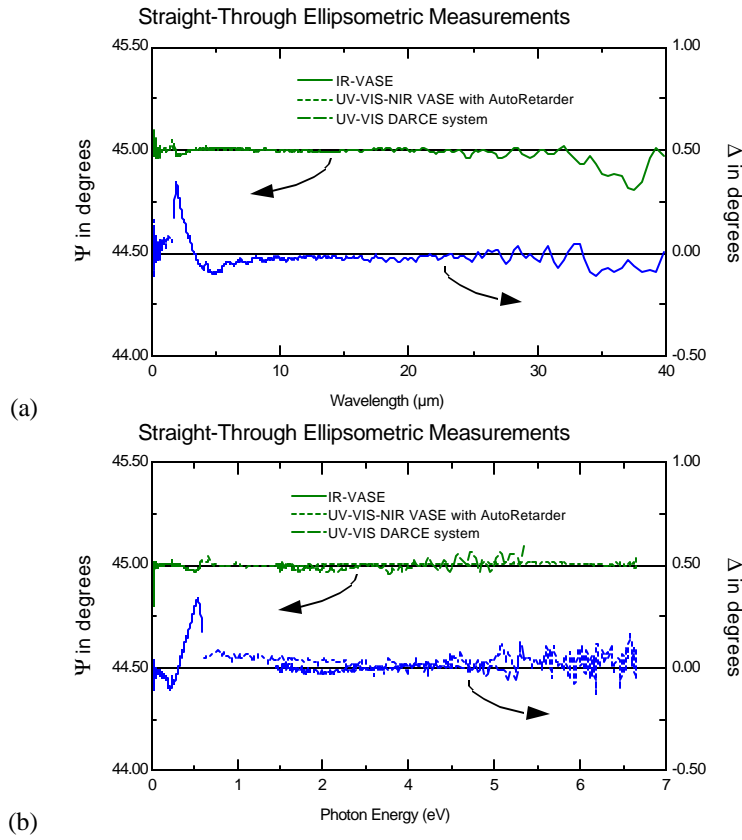 Straight-Through Ellipsometric Measurements
45.50
1.00
IR-VASE
UV-VIS-NIR VASE with AutoRetarder
UV-VIS DARCE system
45.00
0.50
Ψ in degrees
Δ in degrees
44.50
0.00
44.00
-0.50
0 10 20 30 40
Wavelength (µm)
(a)
Straight-Through Ellipsometric Measurements
45.50
1.00
IR-VASE
UV-VIS-NIR VASE with AutoRetarder
UV-VIS DARCE system
45.00
0.50
Ψ in degrees
Δ in degrees
44.50
0.00
44.00
-0.50
0 1 2 4 5 6 7
Photon Energy (eV)
(b)